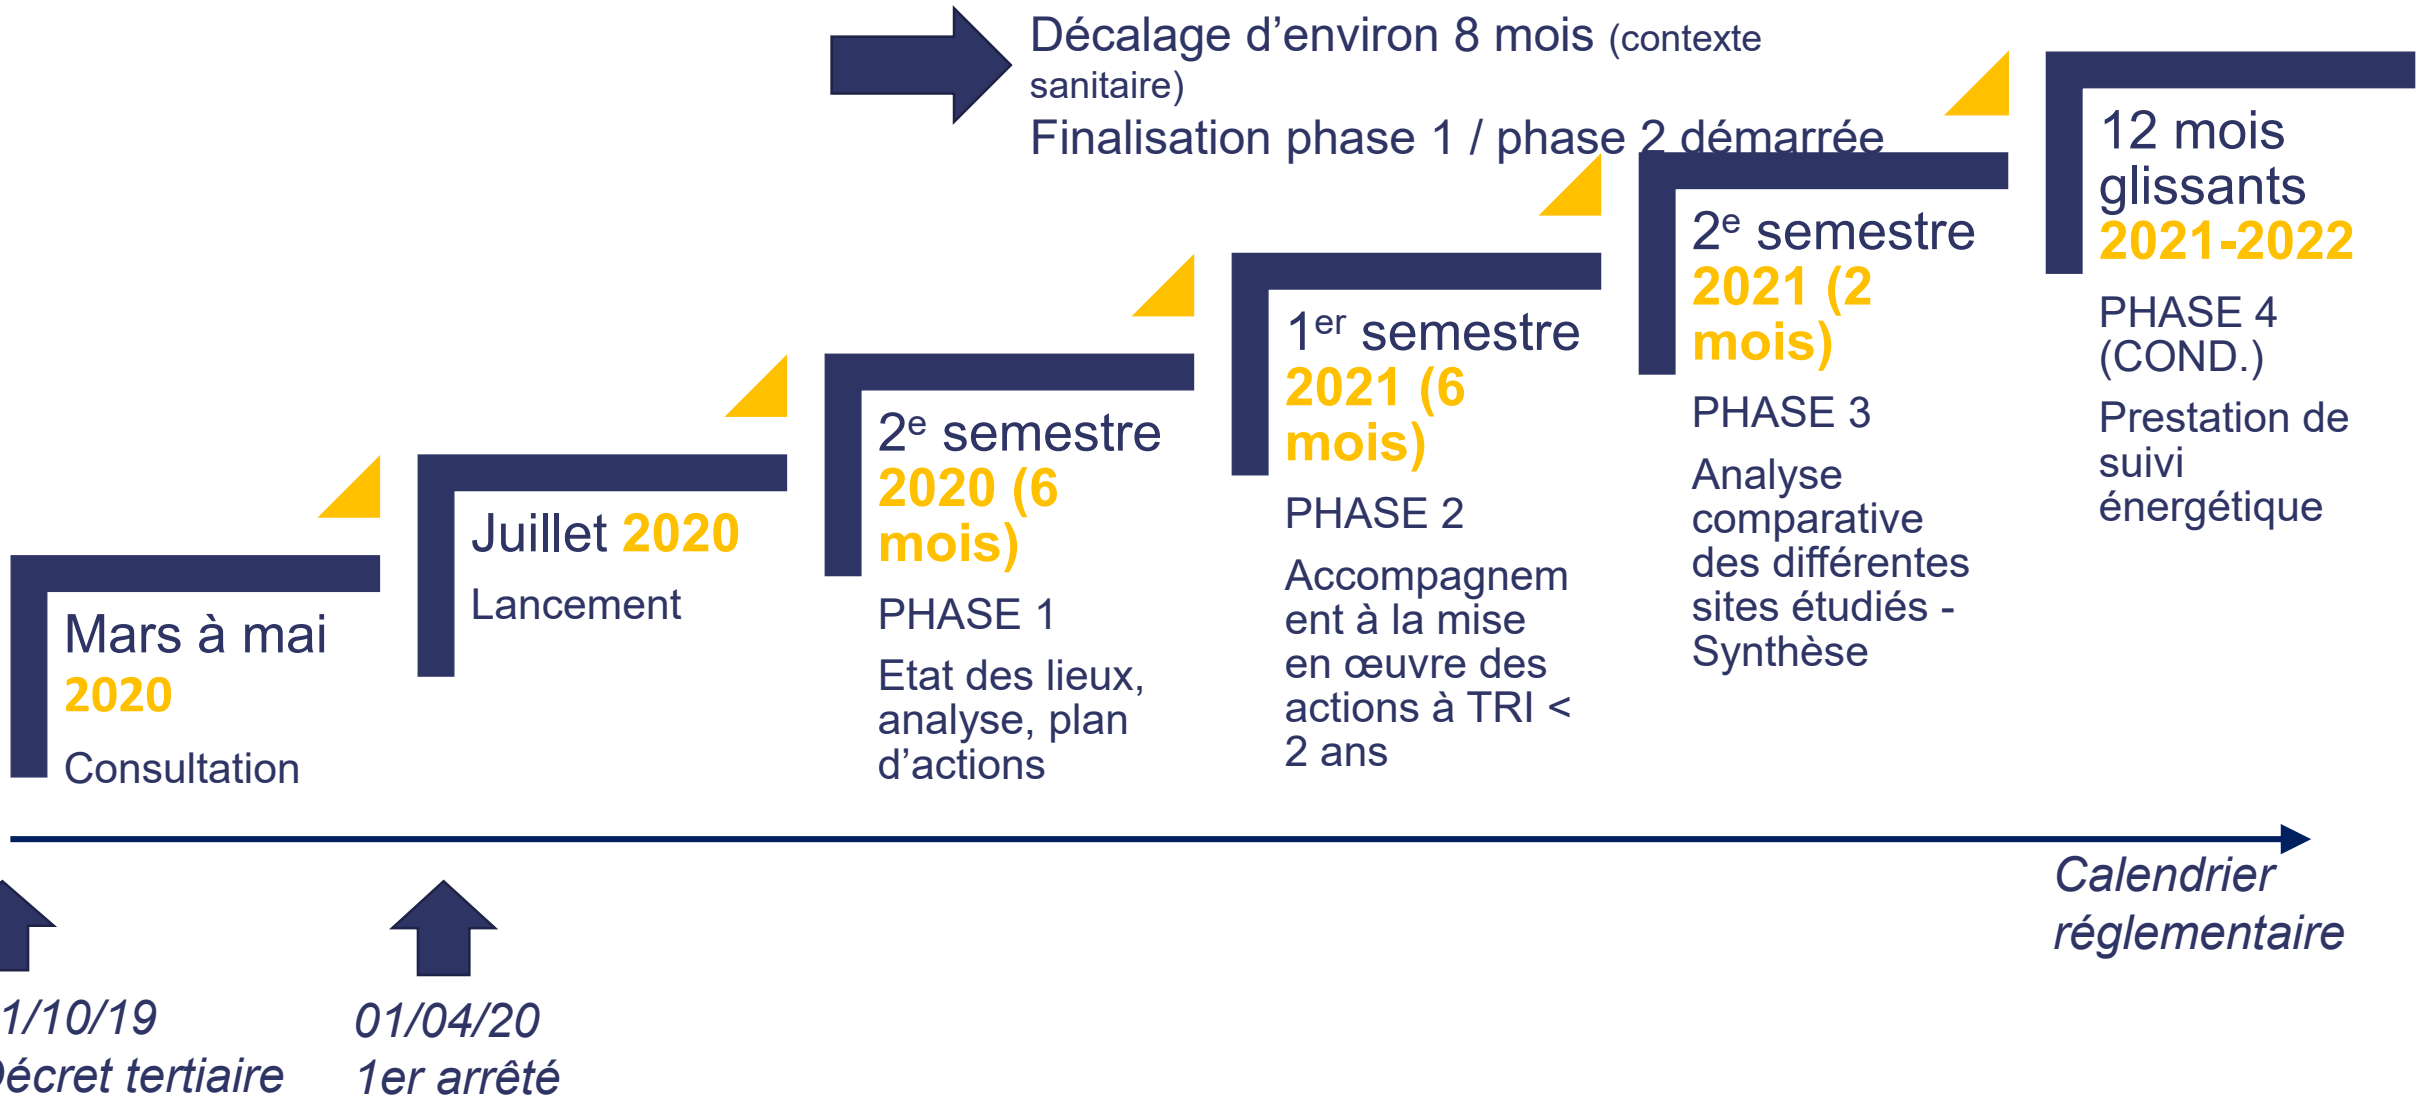 Décalage d’environ 8 mois (contexte
sanitaire)
Finalisation phase 1 / phase 2 démarrée
Mars à mai
2020
Consultation
Juillet 2020
Lancement
2e semestre
2020 (6
mois)
PHASE 1
Etat des lieux,
analyse, plan
d’actions
1er semestre
2021 (6
mois)
PHASE 2
Accompagnem
ent à la mise
en œuvre des
actions à TRI <
2 ans
2e semestre
2021 (2
mois)
PHASE 3
Analyse
comparative
des différentes
sites étudiés -
Synthèse
12 mois
glissants
2021-2022
PHASE 4
(COND.)
Prestation de
suivi
énergétique
Calendrier
réglementaire
1/10/19
Décret tertiaire
01/04/20
1er arrêté